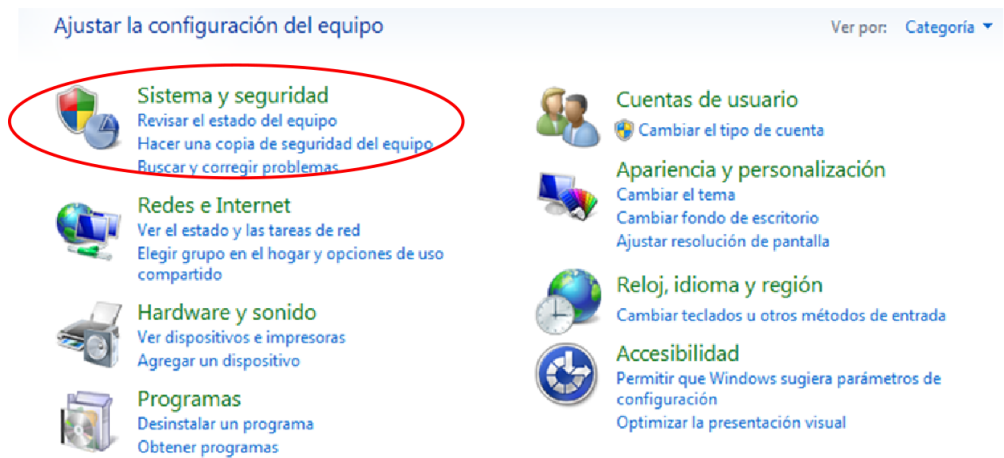 Ajustar la configuración del equipo
Ver por: Categoría
Sistema y seguridad
Revisar el estado del equipo
Hacer una copia de seguridad del equipo
Buscar y corregir problemas
Redes e Internet
Ver el estado y las tareas de red
Elegir grupo en el hogar y opciones de uso
compartido
Hardware y sonido
Ver dispositivos e impresoras
Agregar un dispositivo
Programas
Desinstalar un programa
Obtener programas
Cuentas de usuario
Cambiar el tipo de cuenta
Apariencia y personalización
Cambiar el tema
Cambiar fondo de escritorio
Ajustar resolución de pantalla
Reloj, idioma y región
Cambiar teclados u otros métodos de entrada
Accesibilidad
Permitir que Windows sugiera parámetros de
configuración
Optimizar la presentación visual